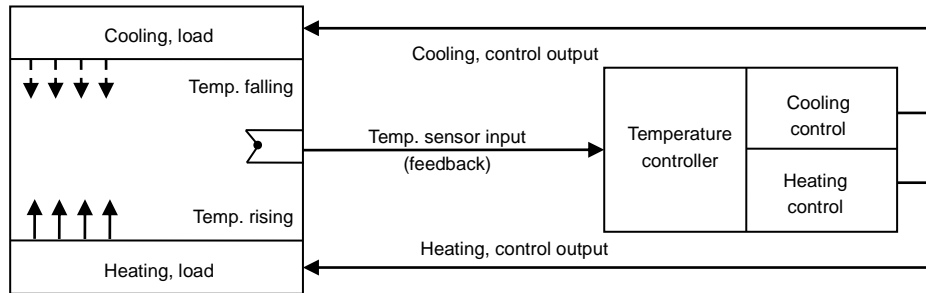 Cooling, load
Cooling, control output
Temp. falling
Temp. sensor input
(feedback)
Temperature
controller
Cooling
control
Heating
control
Temp. rising
Heating, control output
Heating, load